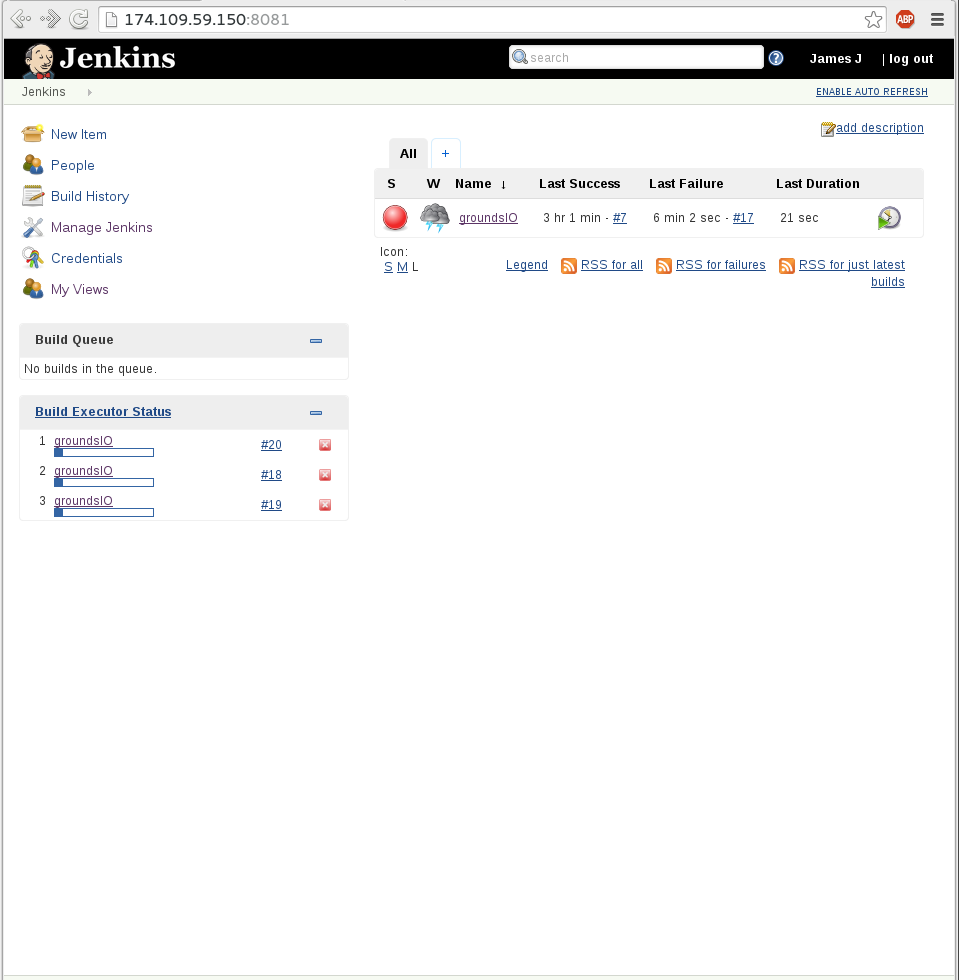 174.109.59.150:8081
ABP
Jenkins
search
?
James J | log out
Jenkins
ENABLE AUTO REFRESH
New Item
People
Build History
Manage Jenkins
Credentials
My Views
Build Queue
No builds in the queue.
Build Executor Status
1 groundsIO #20
2 groundsIO #18
3 groundsIO #19
add description
All +
S W Name ↓ Last Success Last Failure Last Duration
groundsIO 3 hr 1 min - #7 6 min 2 sec - #17 21 sec
Icon:
S M L
Legend RSS for all RSS for failures RSS for just latest
builds